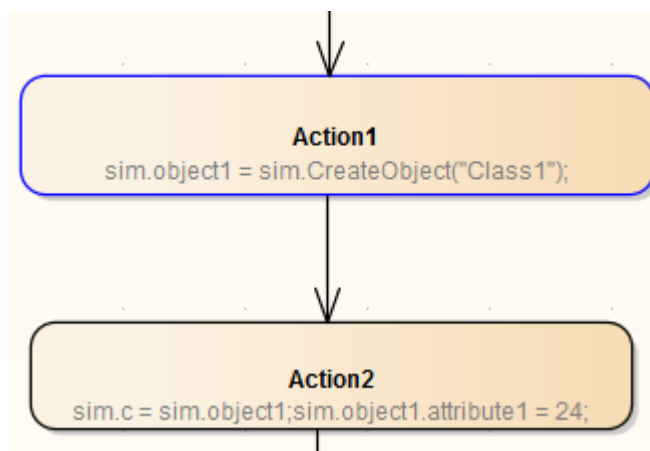 Action1
sim.object1 = sim.CreateObject("Class1");
Action2
sim.c = sim.object1;sim.object1.attribute1 = 24;